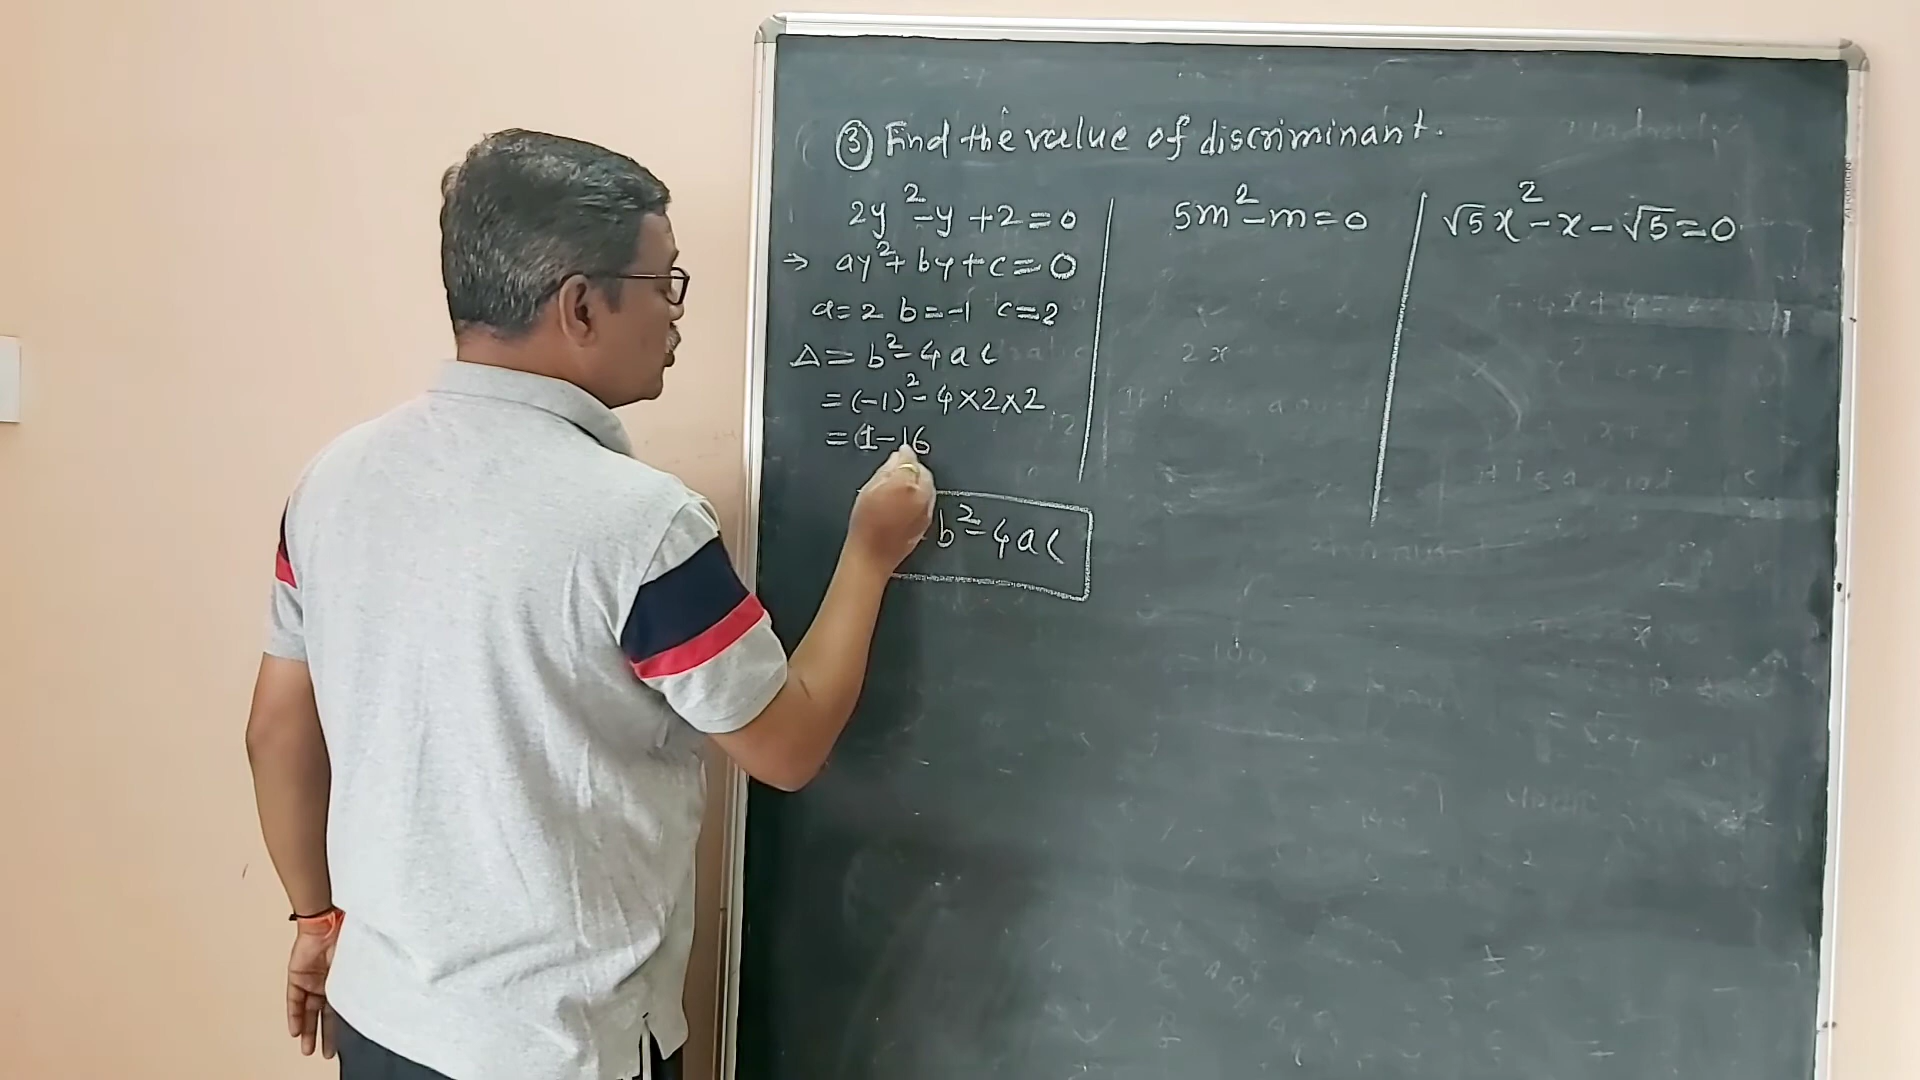 ③ Find the value of discriminant.
2y²-y+2=0
⇒ ay²+by+c=0
a=2 b=-1 c=2
Δ=b²-4ac
=(-1)²-4×2×2
=(1-16
b²-4ac
5m²-m=0
√5x²-x-√5=0